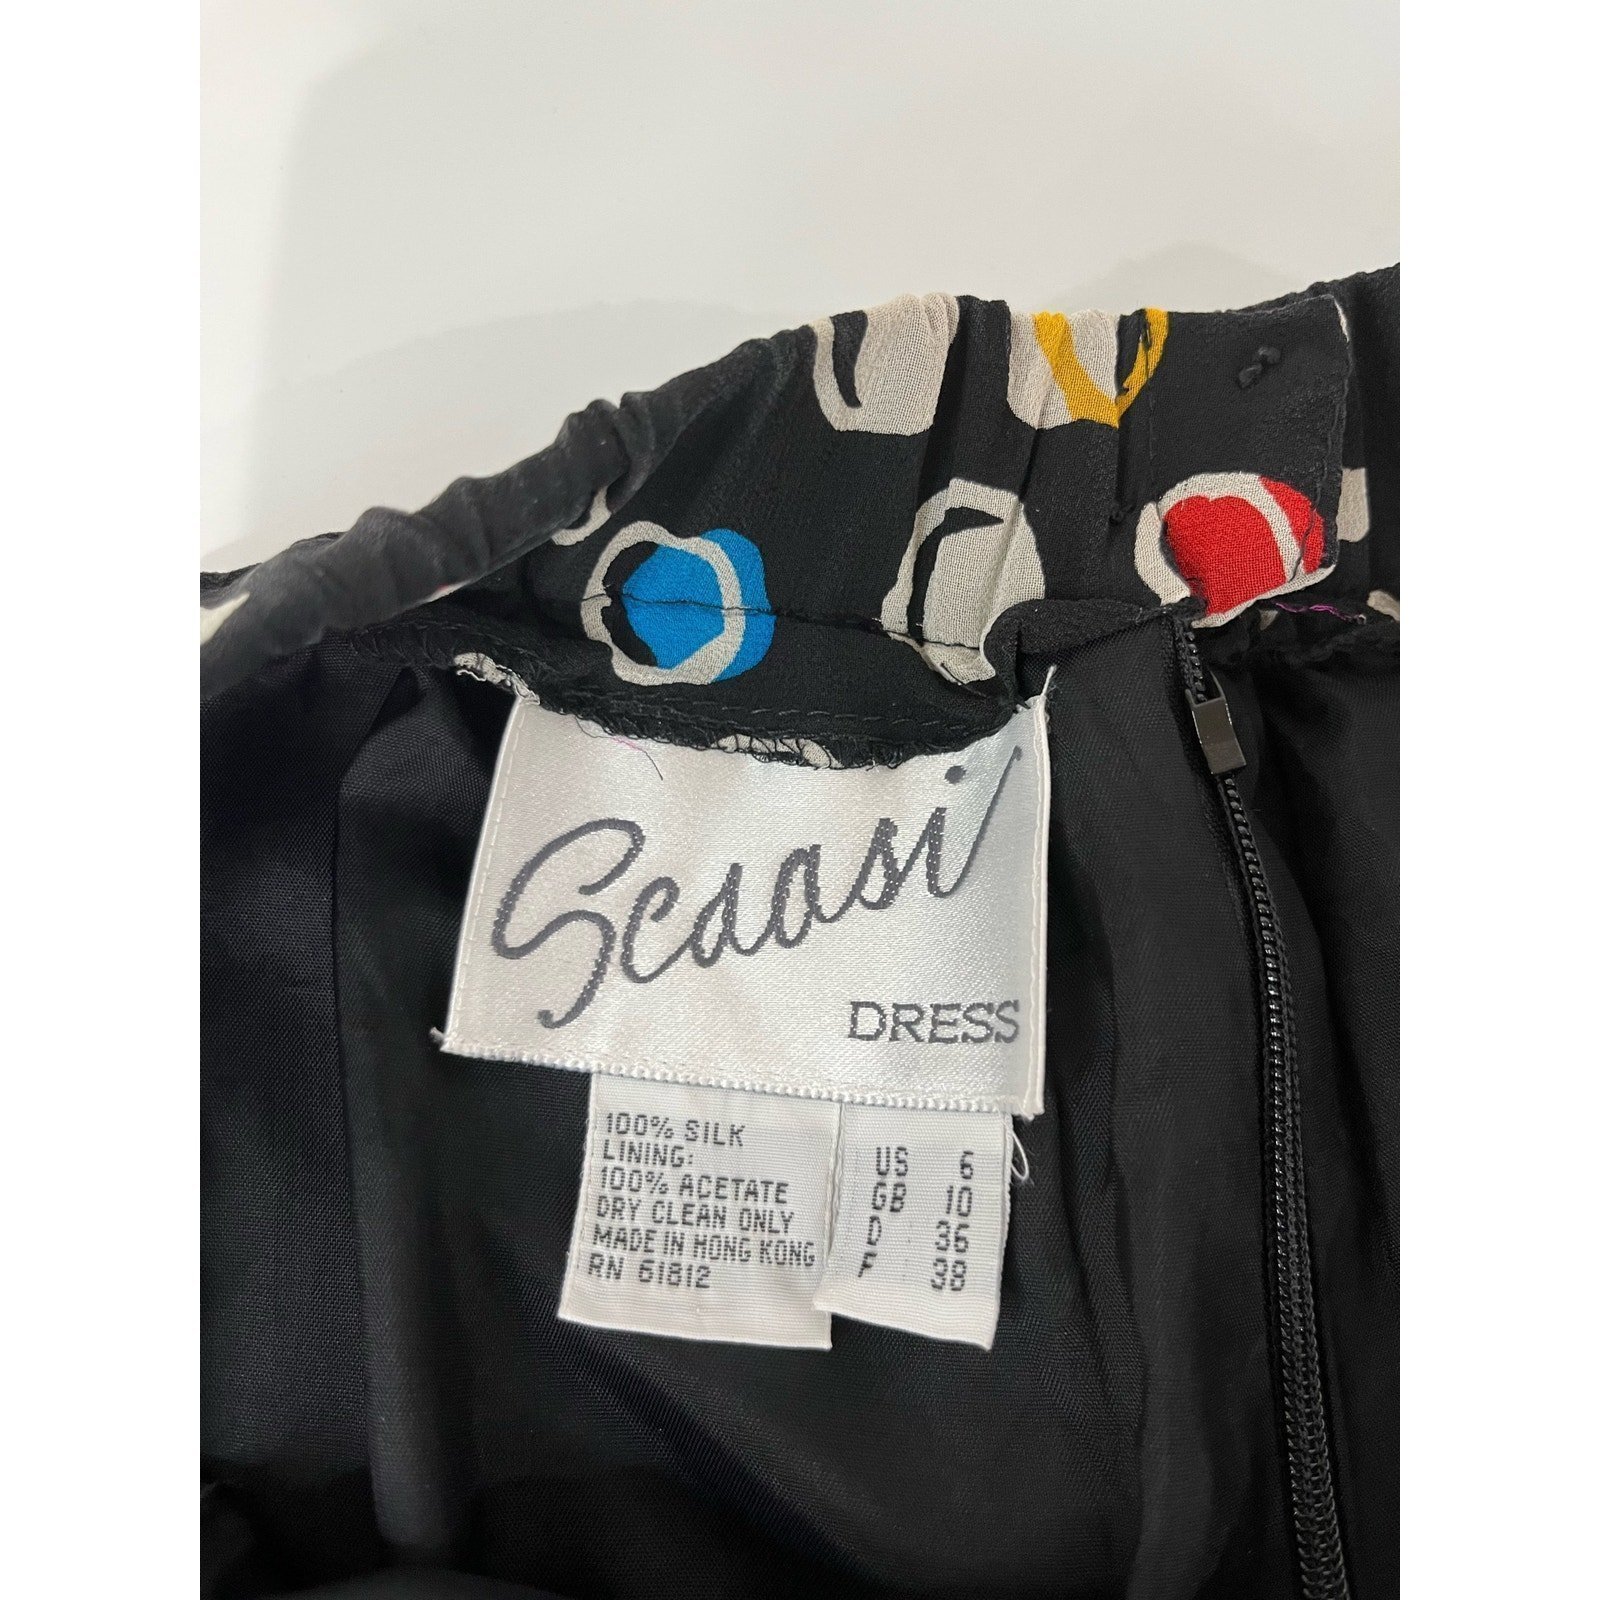 Scaasi
DRESS
100% SILK
LINING:
100% ACETATE
DRY CLEAN ONLY
MADE IN HONG KONG
RN 61812
US 6
GB 10
D 36
F 38